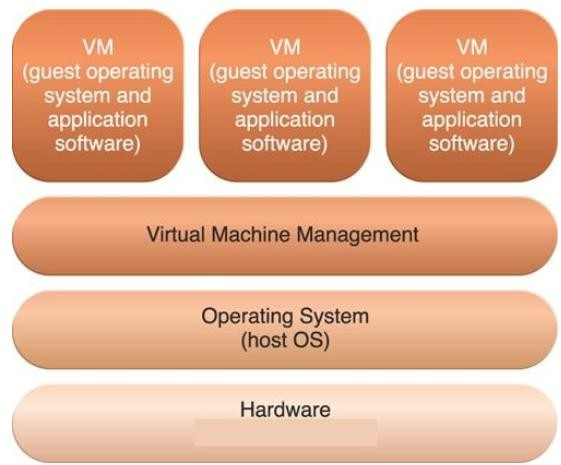 VM
(guest operating
system and
application
software)
VM
(guest operating
system and
application
software)
VM
(guest operating
system and
application
software)
Virtual Machine Management
Operating System
(host OS)
Hardware